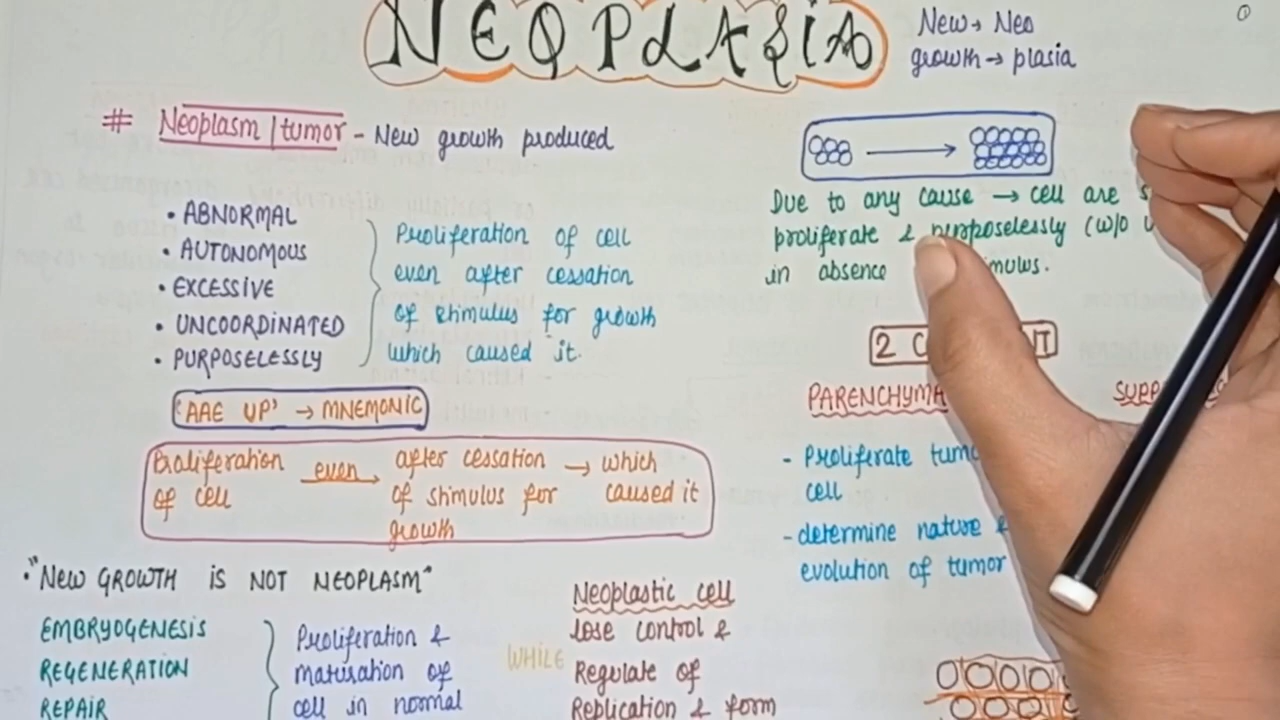 NEOPLASIA
New → Neo
growth → plasia
①
# Neoplasm/tumor - New growth produced
• ABNORMAL
• AUTONOMOUS
• EXCESSIVE
• UNCOORDINATED
• PURPOSELESSLY
Proliferation of cell
even after cessation
of stimulus for growth
which caused it.
'AAE UP' → MNEMONIC
Proliferation even after cessation → which
of cell of stimulus for caused it
growth
Due to any cause → cell are
proliferate & purposelessly (w/o
in absence
2
PARENCHYMA
- Proliferate
cell
- determine nature &
evolution of tumor
."NEW GROWTH IS NOT NEOPLASM"
EMBRYOGENESIS
REGENERATION
REPAIR
Proliferation &
maturation of
cell in normal
WHILE
Neoplastic cell
lose control &
Regulate of
Replication & form